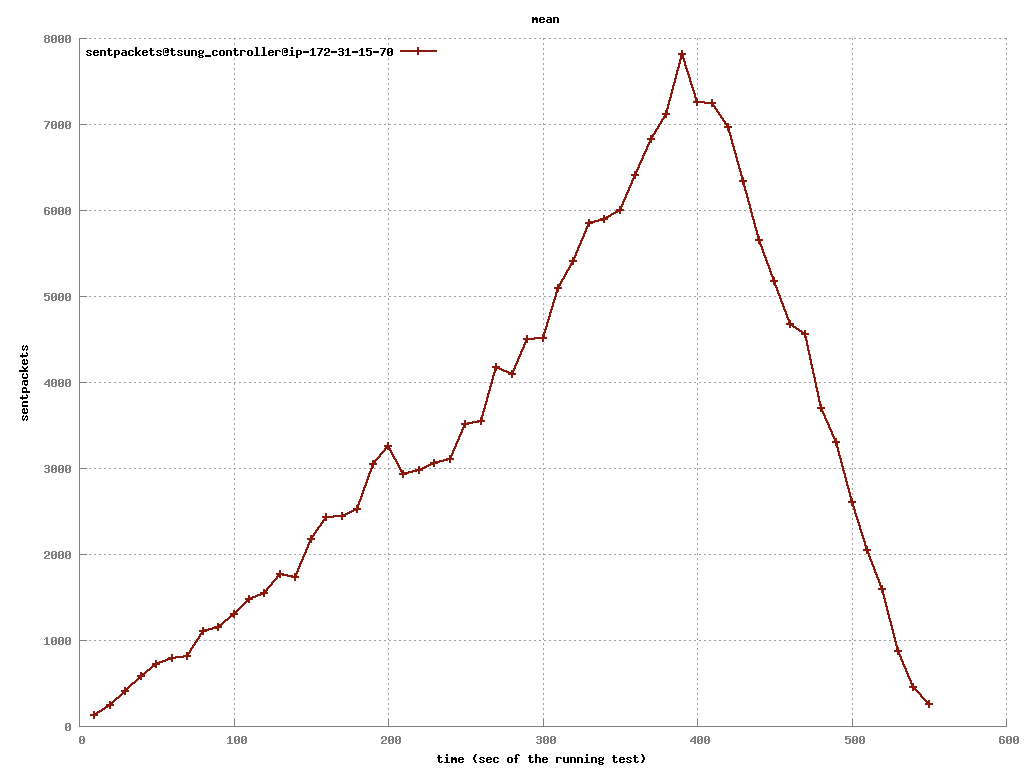 mean
sentpackets@tsung_controller@ip-172-31-15-70
8000
7000
6000
5000
4000
3000
2000
1000
0
sentpackets
0 100 200 300 400 500 600
time (sec of the running test)